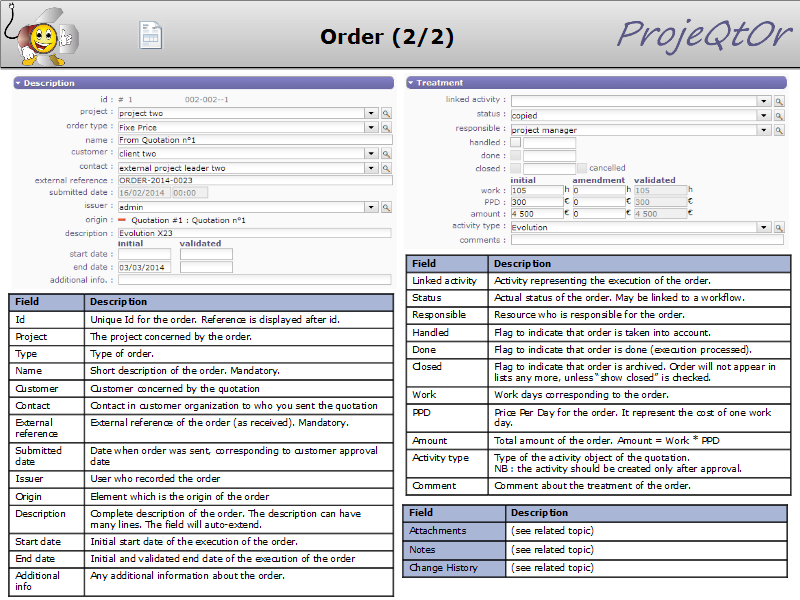 Order (2/2)
ProjeQtOr
Description
id : # 1 002-002--1
project : project two
order type : Fixe Price
name : From Quotation n°1
customer : client two
contact : external project leader two
external reference : ORDER-2014-0023
submitted date : 16/02/2014 00:00
issuer : admin
origin : Quotation #1 : Quotation n°1
description : Evolution X23
initial validated
start date :
end date : 03/03/2014
additional info. :
Field Description
Id Unique Id for the order. Reference is displayed after id.
Project The project concerned by the order.
Type Type of order.
Name Short description of the order. Mandatory.
Customer Customer concerned by the quotation
Contact Contact in customer organization to who you sent the quotation
External External reference of the order (as received). Mandatory.
reference
Submitted Date when order was sent, corresponding to customer approval
date date
Issuer User who recorded the order
Origin Element which is the origin of the order
Description Complete description of the order. The description can have
many lines. The field will auto-extend.
Start date Initial start date of the execution of the order.
End date Initial and validated end date of the execution of the order
Additional Any additional information about the order.
info
Treatment
linked activity :
status : copied
responsible : project manager
handled :
done :
closed : cancelled
initial amendment validated
work : 105 h 0 h 105 h
PPD : 300 € 0 € 300 €
amount : 4 500 € 0 € 4 500 €
activity type : Evolution
comments :
Field Description
Linked activity Activity representing the execution of the order.
Status Actual status of the order. May be linked to a workflow.
Responsible Resource who is responsible for the order.
Handled Flag to indicate that order is taken into account.
Done Flag to indicate that order is done (execution processed).
Closed Flag to indicate that order is archived. Order will not appear in
lists any more, unless “show closed” is checked.
Work Work days corresponding to the order.
PPD Price Per Day for the order. It represent the cost of one work
day.
Amount Total amount of the order. Amount = Work * PPD
Activity type Type of the activity object of the quotation.
NB : the activity should be created only after approval.
Comment Comment about the treatment of the order.
Field Description
Attachments (see related topic)
Notes (see related topic)
Change History (see related topic)